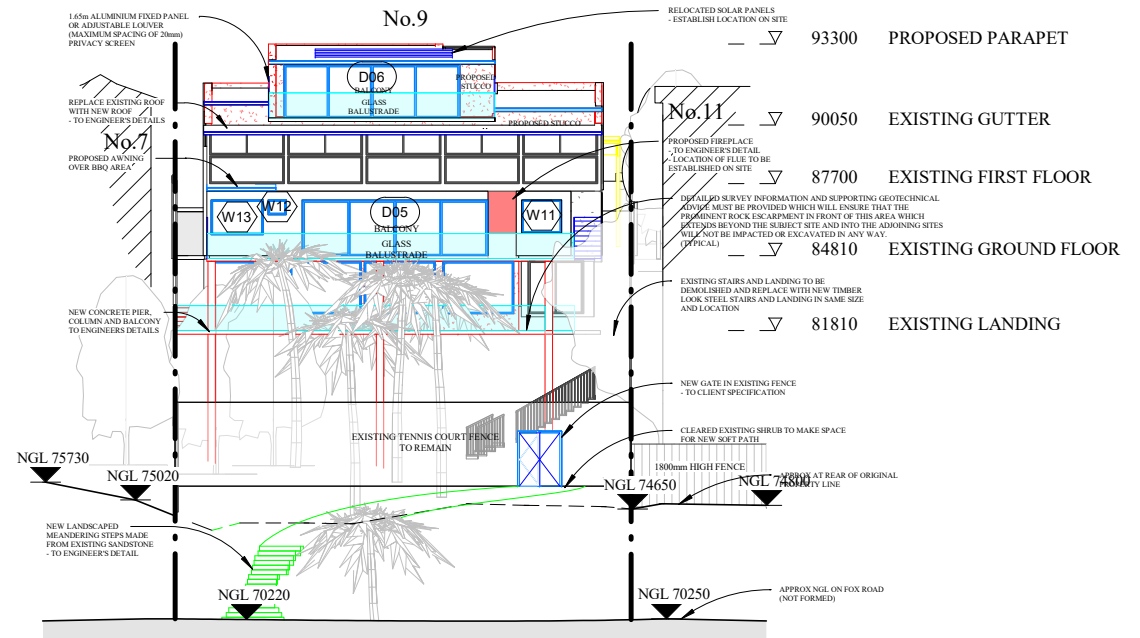 1.65m ALUMINIUM FIXED PANEL
OR ADJUSTABLE LOUVER
(MAXIMUM SPACING OF 20mm)
PRIVACY SCREEN
No.9
RELOCATED SOLAR PANELS
- ESTABLISH LOCATION ON SITE
93300 PROPOSED PARAPET
D06
BALCONY
GLASS
BALUSTRADE
PROPOSED
STUCCO
REPLACE EXISTING ROOF
WITH NEW ROOF
- TO ENGINEER'S DETAILS
PROPOSED STUCCO
No.11
90050 EXISTING GUTTER
No.7
PROPOSED AWNING
OVER BBQ AREA
PROPOSED FIREPLACE
- TO ENGINEER'S DETAIL
- LOCATION OF FLUE TO BE
ESTABLISHED ON SITE
87700 EXISTING FIRST FLOOR
W13
W12
D05
BALCONY
GLASS
BALUSTRADE
W11
DETAILED SURVEY INFORMATION AND SUPPORTING GEOTECHNICAL
ADVICE MUST BE PROVIDED WHICH WILL ENSURE THAT THE
PROMINENT ROCK ESCARPMENT IN FRONT OF THIS AREA WHICH
EXTENDS BEYOND THE SUBJECT SITE AND INTO THE ADJOINING SITES
WILL NOT BE IMPACTED OR EXCAVATED IN ANY WAY.
(TYPICAL)
84810 EXISTING GROUND FLOOR
EXISTING STAIRS AND LANDING TO BE
DEMOLISHED AND REPLACE WITH NEW TIMBER
LOOK STEEL STAIRS AND LANDING IN SAME SIZE
AND LOCATION
NEW CONCRETE PIER,
COLUMN AND BALCONY
TO ENGINEERS DETAILS
81810 EXISTING LANDING
NEW GATE IN EXISTING FENCE
- TO CLIENT SPECIFICATION
EXISTING TENNIS COURT FENCE
TO REMAIN
CLEARED EXISTING SHRUB TO MAKE SPACE
FOR NEW SOFT PATH
NGL 75730
NGL 75020
1800mm HIGH FENCE
NGL 74650
NGL 74800
APPROX AT REAR OF ORIGINAL
PROPERTY LINE
NEW LANDSCAPED
MEANDERING STEPS MADE
FROM EXISTING SANDSTONE
- TO ENGINEER'S DETAIL
NGL 70220
NGL 70250
APPROX NGL ON FOX ROAD
(NOT FORMED)